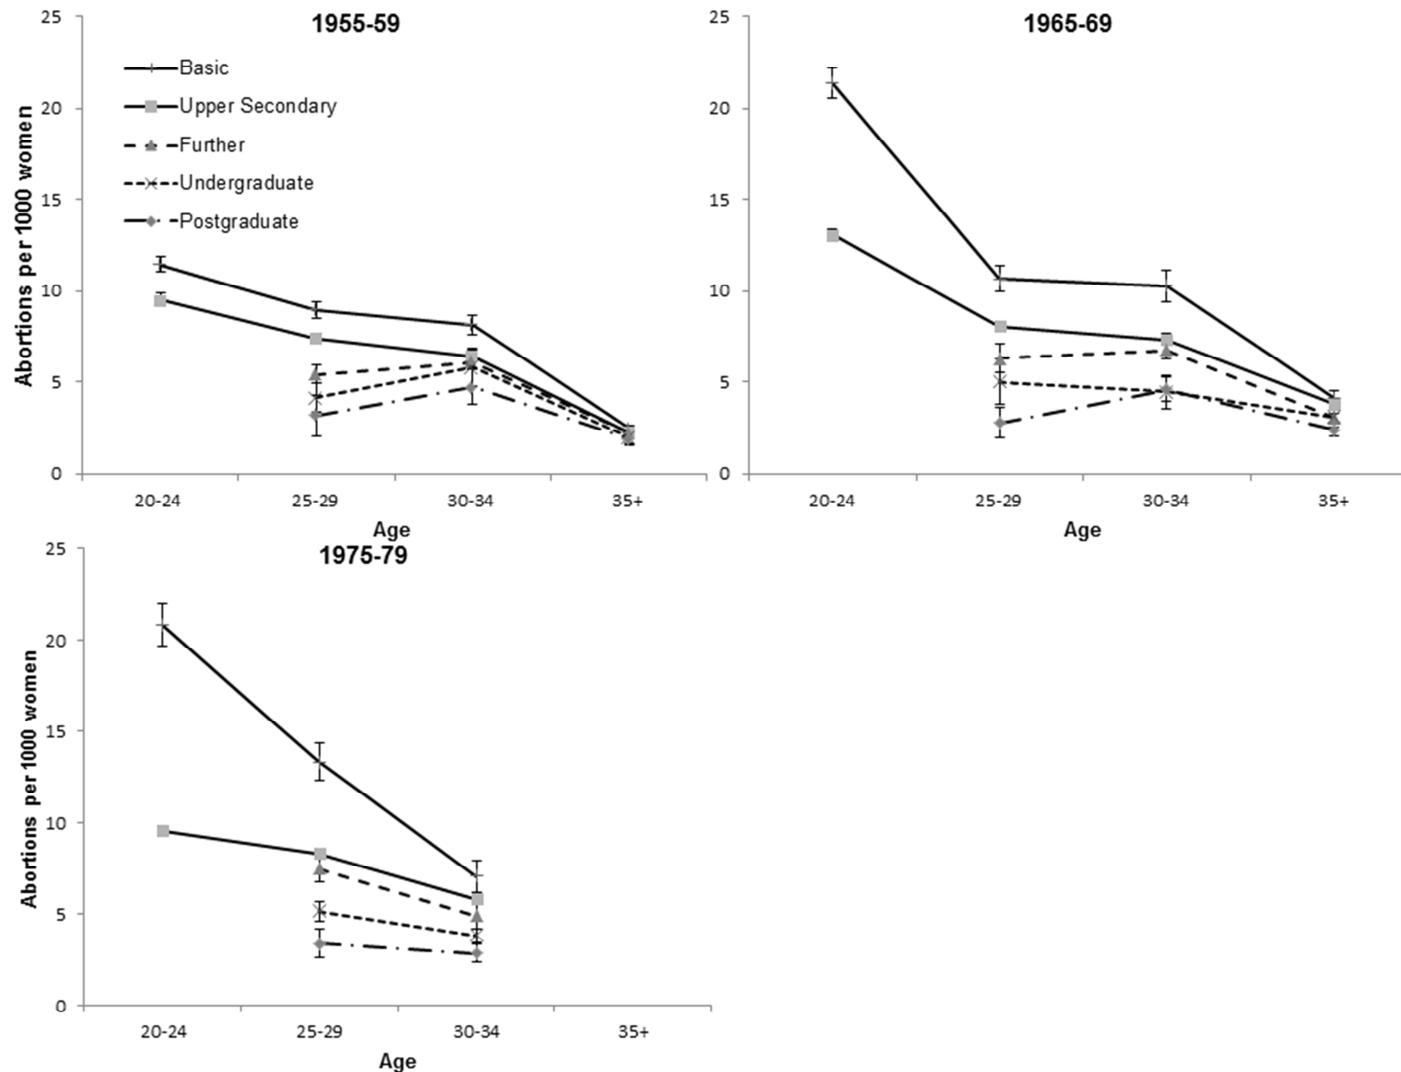 1955-59
Abortions per 1000 women
25
20
15
10
5
0
Basic
Upper Secondary
Further
Undergraduate
Postgraduate
20-24 25-29 30-34 35+
Age
1965-69
25
20
15
10
5
0
20-24 25-29 30-34 35+
Age
1975-79
Abortions per 1000 women
25
20
15
10
5
0
20-24 25-29 30-34 35+
Age